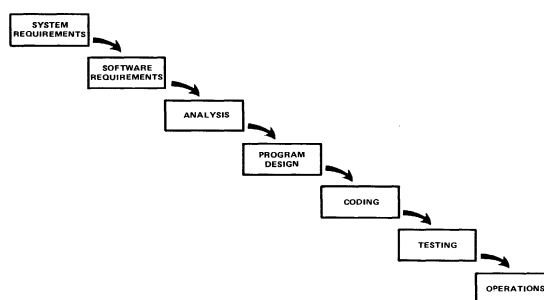 SYSTEM
REQUIREMENTS
SOFTWARE
REQUIREMENTS
ANALYSIS
PROGRAM
DESIGN
CODING
TESTING
OPERATIONS